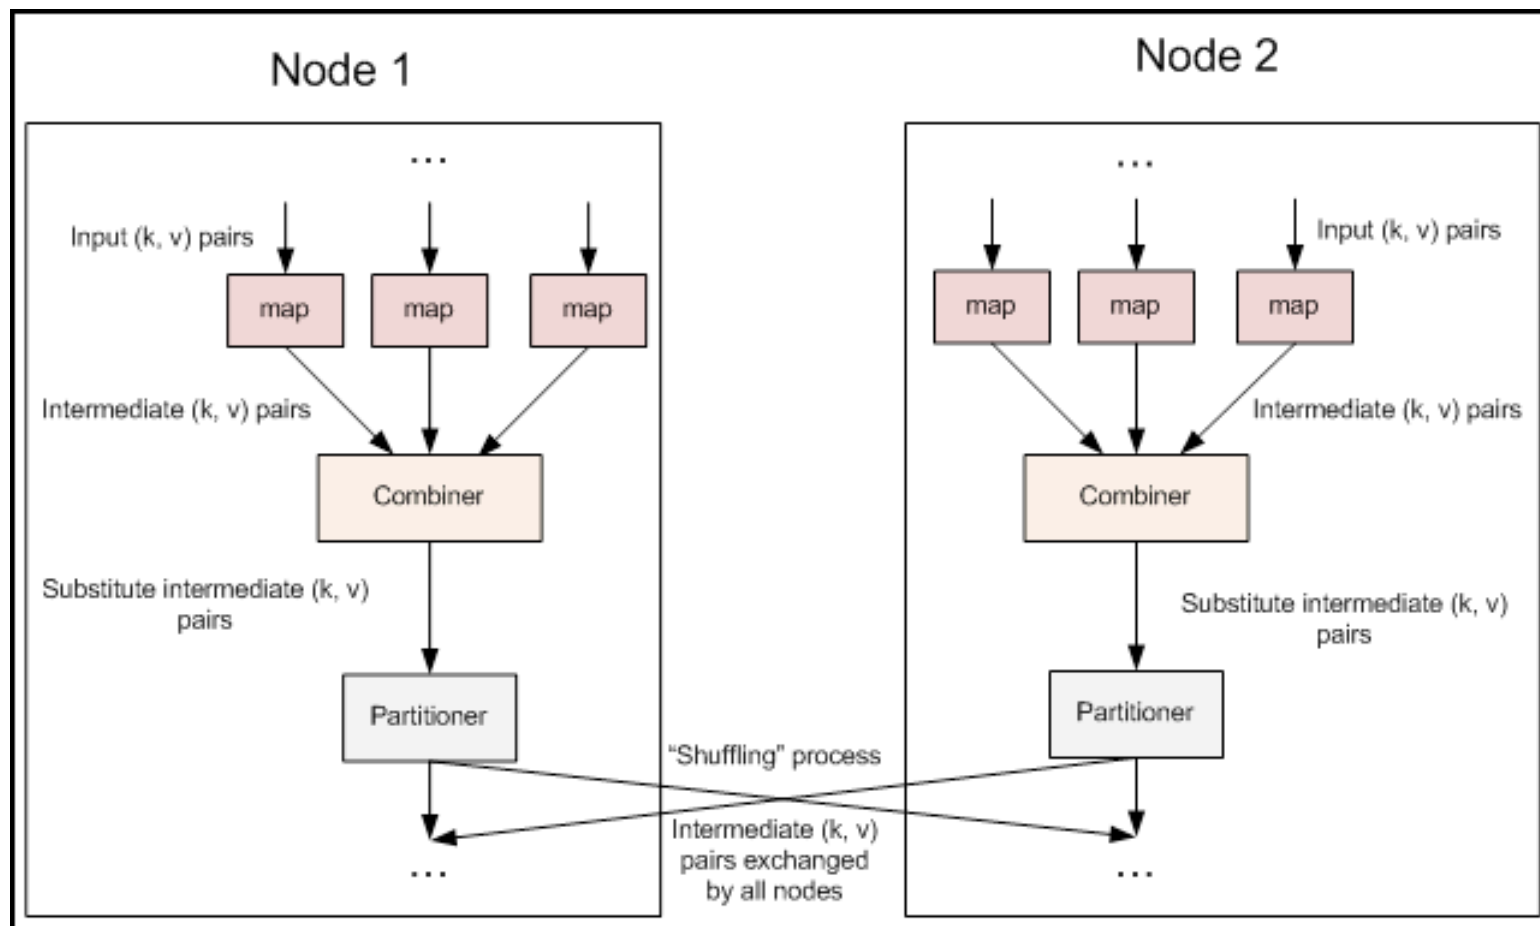 Node 1
Node 2
...
...
Input (k, v) pairs
Input (k, v) pairs
map
map
map
map
map
map
Intermediate (k, v) pairs
Intermediate (k, v) pairs
Combiner
Combiner
Substitute intermediate (k, v)
pairs
Substitute intermediate (k, v)
pairs
Partitioner
Partitioner
“Shuffling” process
Intermediate (k, v)
pairs exchanged
by all nodes
...
...